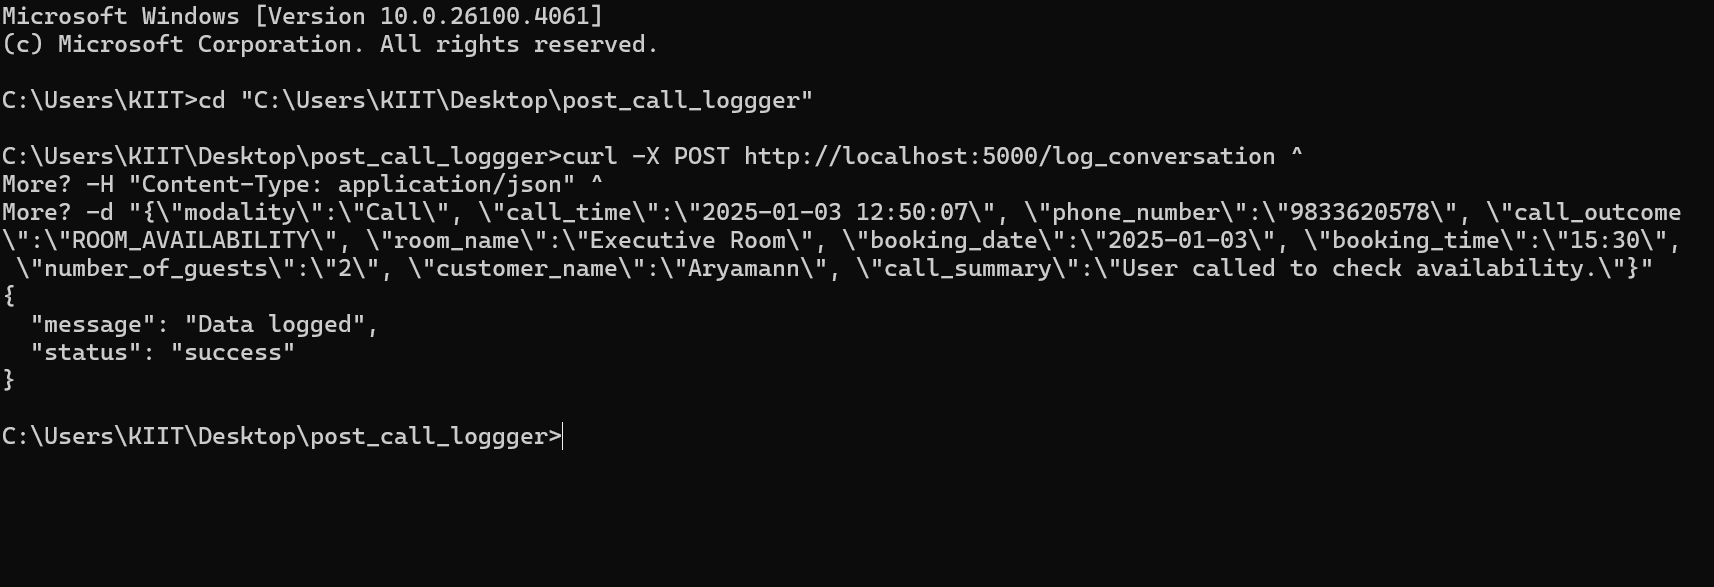 Microsoft Windows [Version 10.0.26100.4061]
(c) Microsoft Corporation. All rights reserved.
C:\Users\KIIT>cd "C:\Users\KIIT\Desktop\post_call_loggger"
C:\Users\KIIT\Desktop\post_call_loggger>curl -X POST http://localhost:5000/log_conversation ^
More? -H "Content-Type: application/json" ^
More? -d "{\"modality\":\"Call\", \"call_time\":\"2025-01-03 12:50:07\", \"phone_number\":\"9833620578\", \"call_outcome
\":\"ROOM_AVAILABILITY\", \"room_name\":\"Executive Room\", \"booking_date\":\"2025-01-03\", \"booking_time\":\"15:30\",
 \"number_of_guests\":\"2\", \"customer_name\":\"Aryamann\", \"call_summary\":\"User called to check availability.\"}"
{
  "message": "Data logged",
  "status": "success"
}
C:\Users\KIIT\Desktop\post_call_loggger>